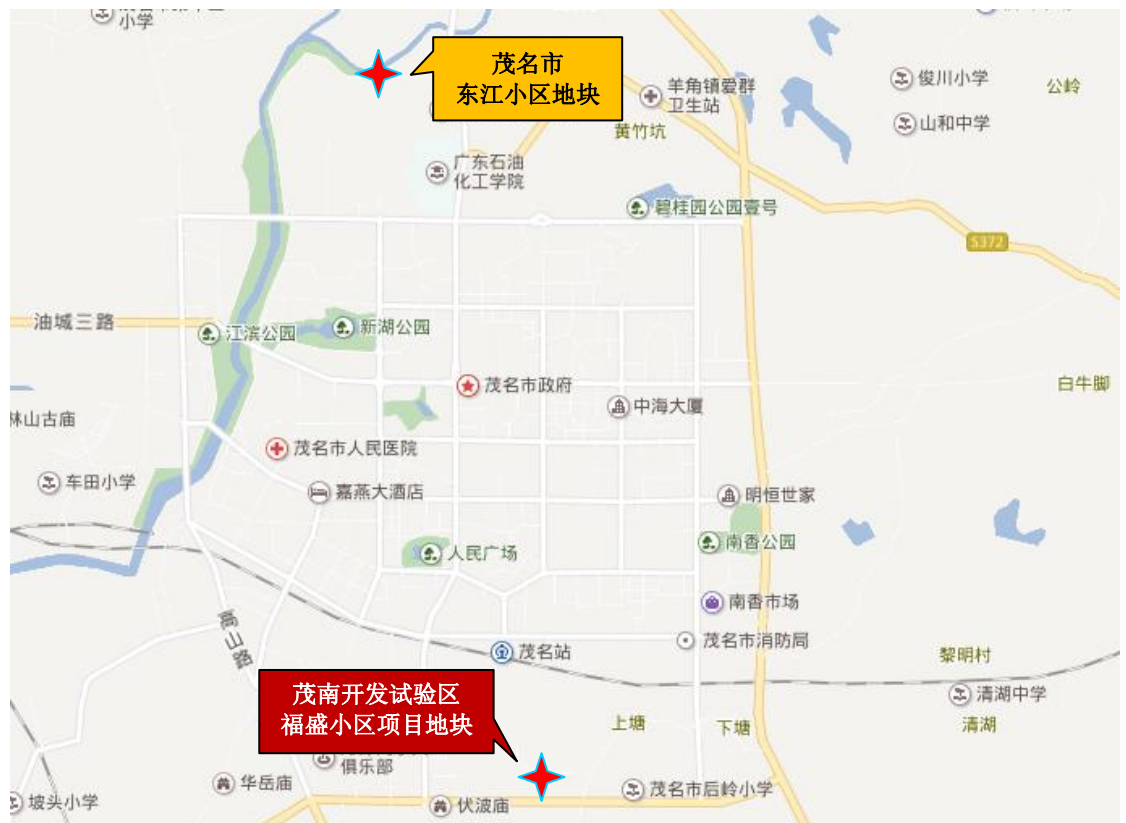 小学
茂名市
东江小区地块
俊川小学
公岭
羊角镇爱群
卫生站
山和中学
黄竹坑
广东石油
化工学院
碧桂园公园壹号
S372
油城三路
江滨公园
新湖公园
茂名市政府
白牛脚
中海大厦
林山古庙
茂名市人民医院
车田小学
嘉燕大酒店
明恒世家
南香公园
人民广场
南香市场
高山路
茂名市消防局
茂名站
黎明村
茂南开发试验区
福盛小区项目地块
清湖中学
上塘
下塘
清湖
俱乐部
华岳庙
茂名市后岭小学
坡头小学
伏波庙